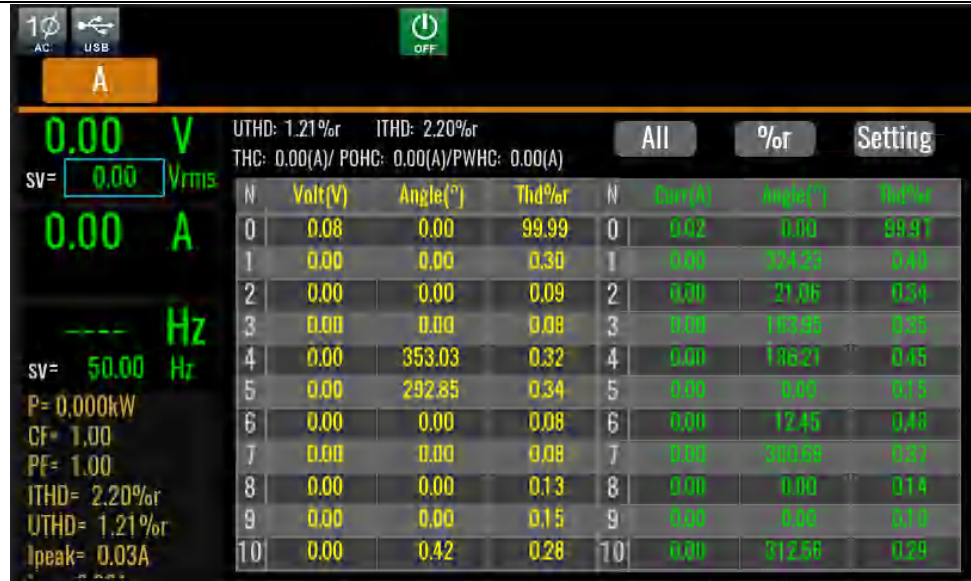 1Ø
AC
USB
OFF
A
0.00 V
sv= 0.00 Vrms
0.00 A
---- Hz
sv= 50.00 Hz
P= 0.000kW
CF= 1.00
PF= 1.00
ITHD= 2.20%r
UTHD= 1.21%r
Ipeak= 0.03A
UTHD: 1.21%r ITHD: 2.20%r
THC: 0.00(A)/ POHC: 0.00(A)/PWHC: 0.00(A)
All %r Setting
N Volt(V) Angle(°) Thd%r N Curr(A) Angle(°) Thd%r
0 0.08 0.00 99.99 0 0.02 0.00 99.97
1 0.00 0.00 0.30 1 0.00 324.23
2 0.00 0.00 0.09 2 0.00 21.06 0.54
3 0.00 0.00 0.08 3 0.00 163.95
4 0.00 353.03 0.32 4 0.00 186.21 0.45
5 0.00 292.85 0.34 5 0.00 0.00 0.15
6 0.00 0.00 0.08 6 0.00 12.45 0.48
7 0.00 0.00 0.08 7 0.00
8 0.00 0.00 0.13 8 0.00 0.00 0.14
9 0.00 0.00 0.15 9 0.00 0.00
10 0.00 0.42 0.28 10 0.00 312.56 0.29